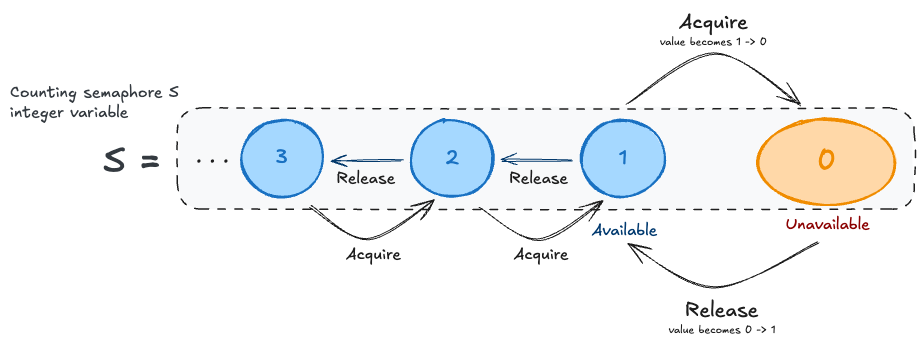 Acquire
value becomes 1 -> 0
Counting semaphore S
integer variable
S =
... 3 2 1 0
Release Release
Available Unavailable
Acquire Acquire
Release
value becomes 0 -> 1